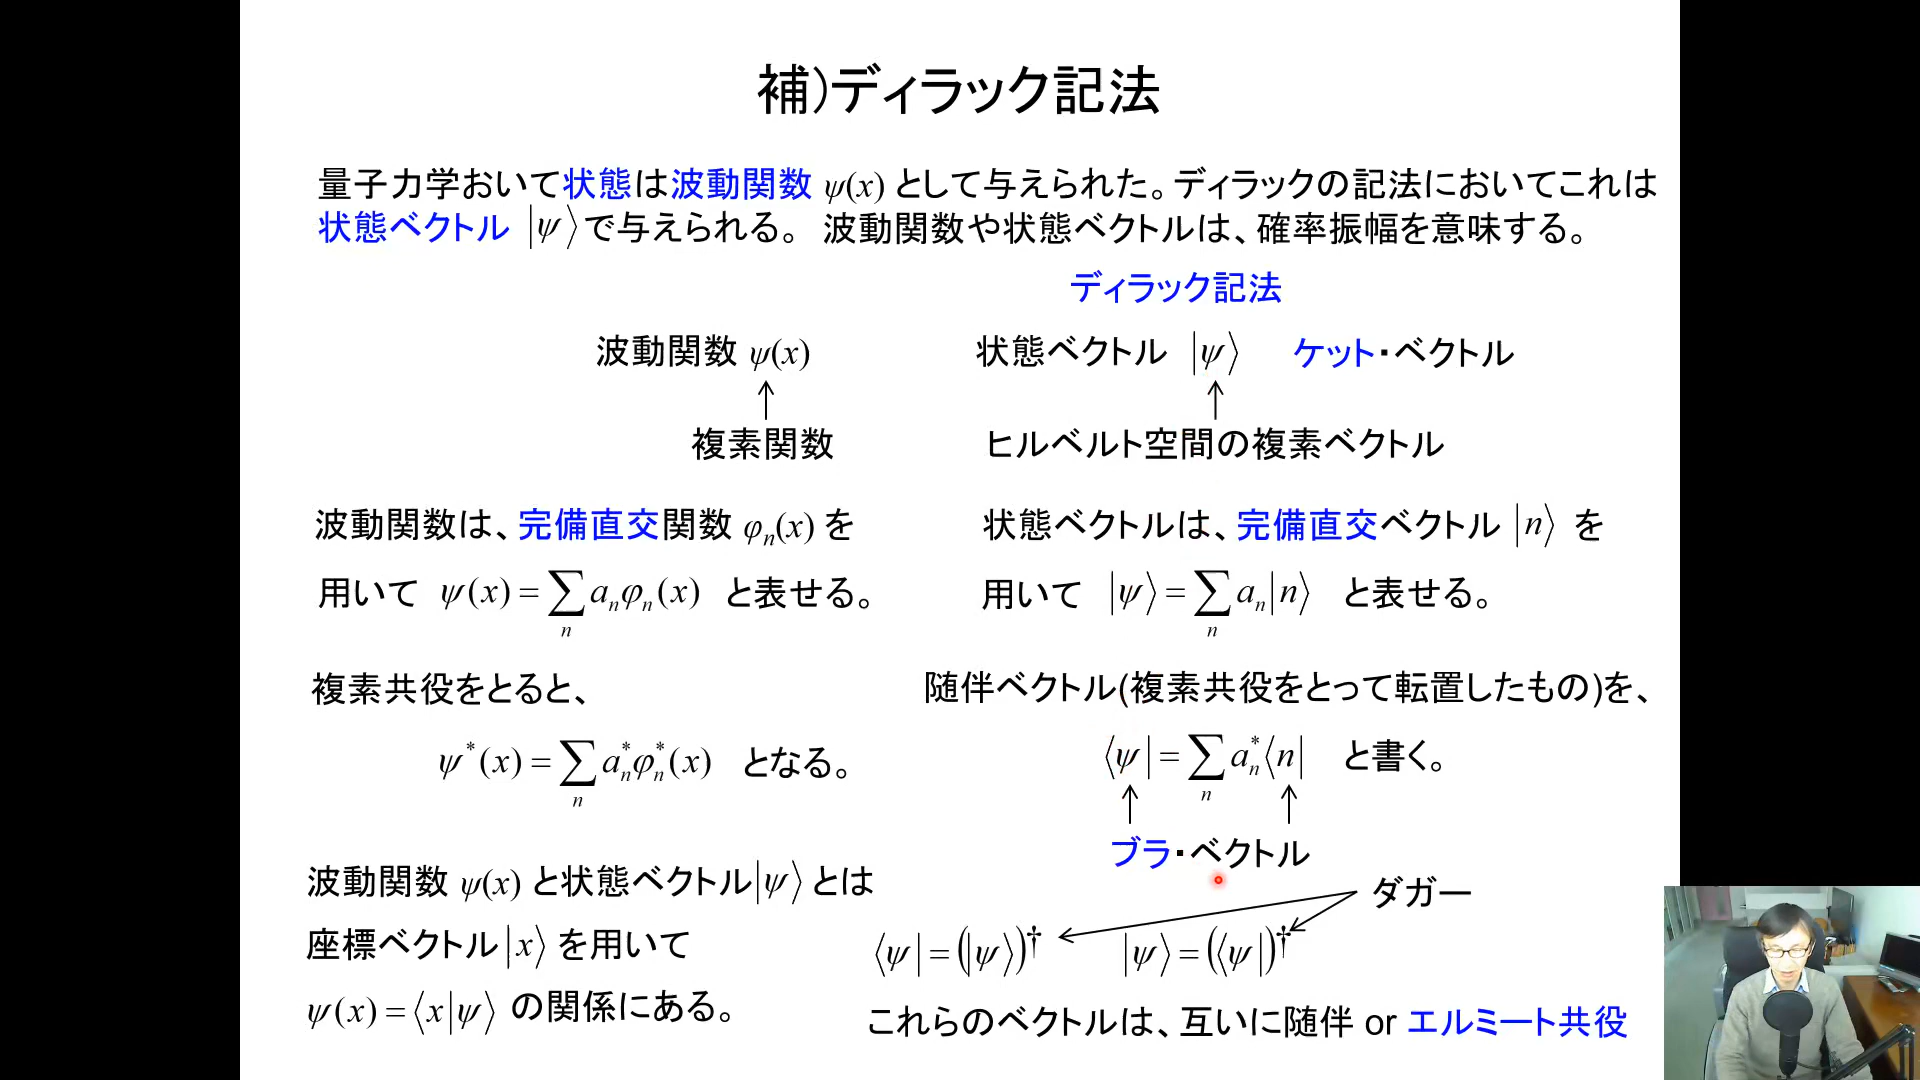 補)ディラック記法
量子力学おいて状態は波動関数 ψ(x) として与えられた。ディラックの記法においてこれは
状態ベクトル |ψ⟩で与えられる。 波動関数や状態ベクトルは、確率振幅を意味する。
ディラック記法
波動関数 ψ(x)
状態ベクトル |ψ⟩ ケット・ベクトル
複素関数
ヒルベルト空間の複素ベクトル
波動関数は、完備直交関数 φₙ(x) を
用いて ψ(x) = ∑ₙ aₙφₙ(x) と表せる。
状態ベクトルは、完備直交ベクトル |n⟩ を
用いて |ψ⟩ = ∑ₙ aₙ|n⟩ と表せる。
複素共役をとると、
ψ*(x) = ∑ₙ aₙ*φₙ*(x) となる。
随伴ベクトル(複素共役をとって転置したもの)を、
⟨ψ| = ∑ₙ aₙ*⟨n| と書く。
ブラ・ベクトル
波動関数 ψ(x) と状態ベクトル|ψ⟩とは
座標ベクトル|x⟩を用いて
ψ(x) = ⟨x|ψ⟩ の関係にある。
ダガー
⟨ψ| = (|ψ⟩)† |ψ⟩ = (⟨ψ|)†
これらのベクトルは、互いに随伴 or エルミート共役